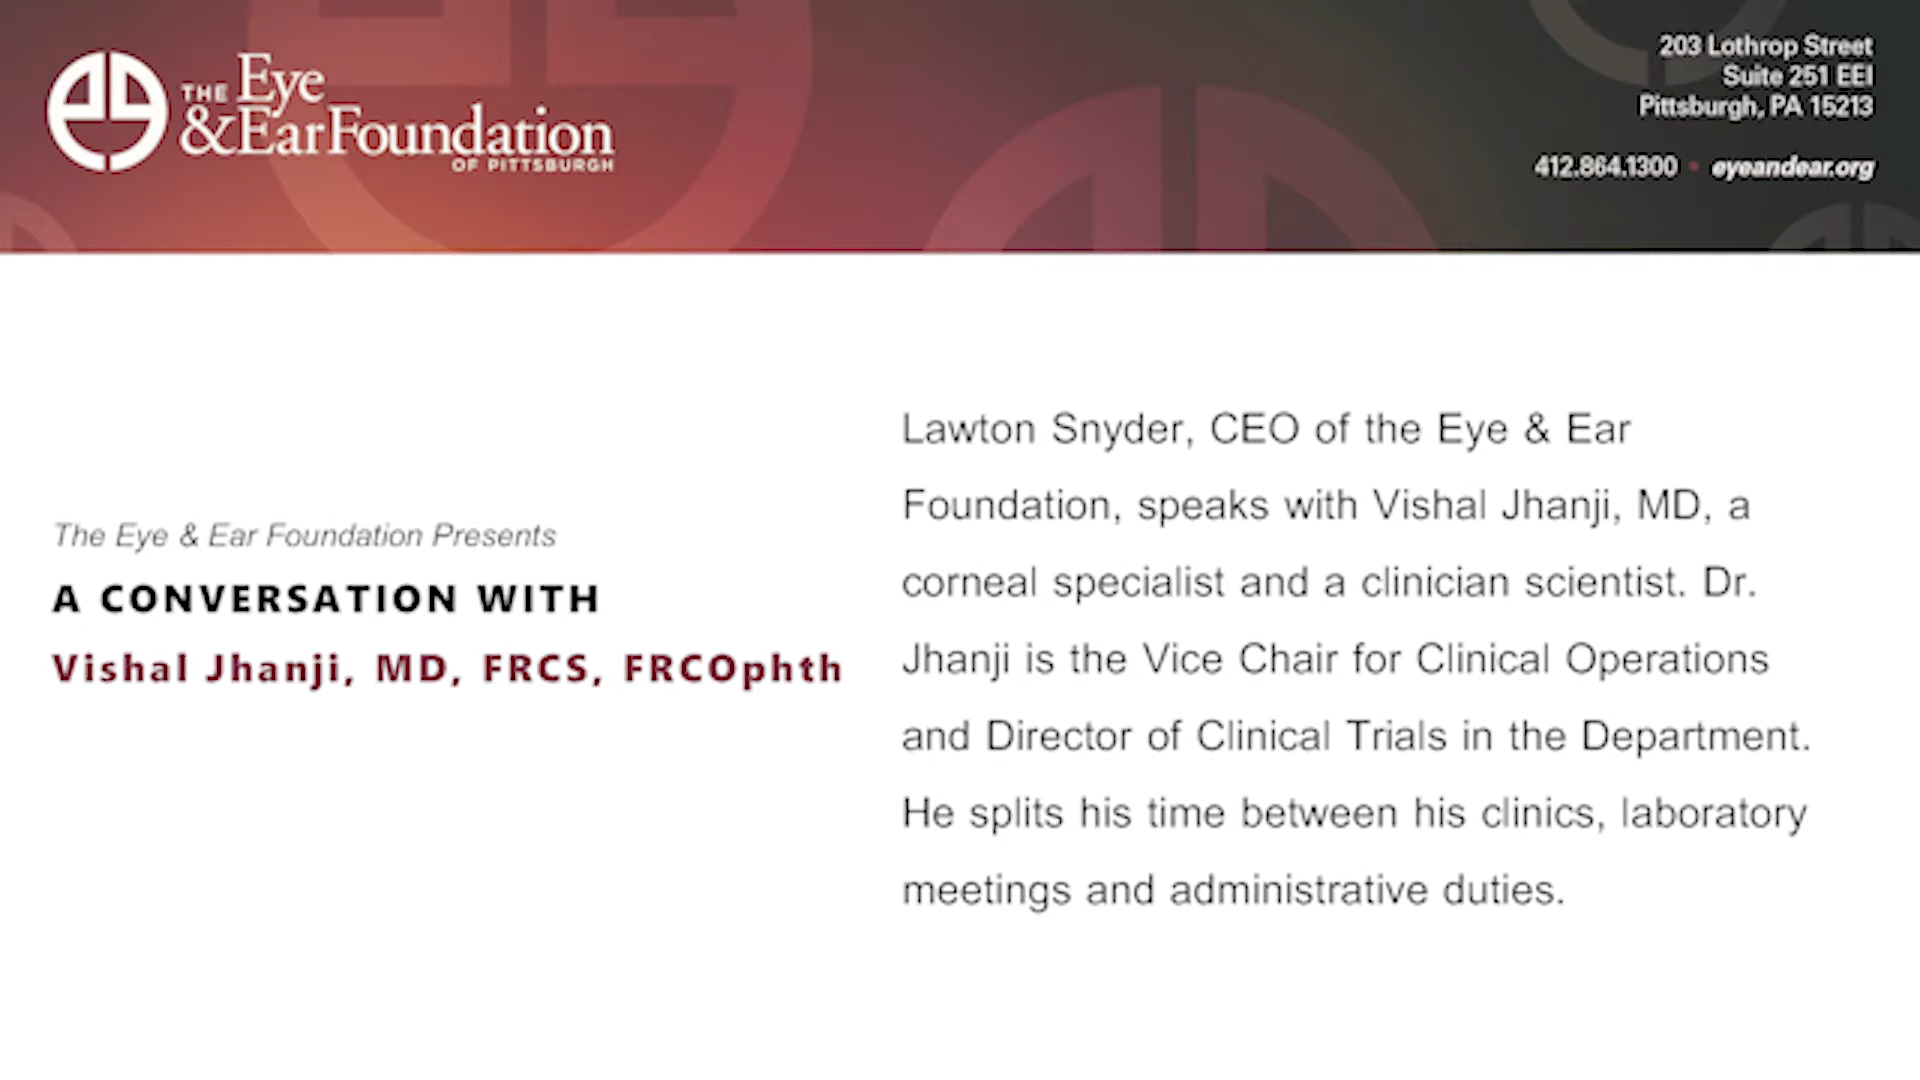 THE Eye
&Ear Foundation
OF PITTSBURGH
203 Lothrop Street
Suite 251 EEI
Pittsburgh, PA 15213
412.864.1300 • eyeandear.org
The Eye & Ear Foundation Presents
A CONVERSATION WITH
Vishal Jhanji, MD, FRCS, FRCOphth
Lawton Snyder, CEO of the Eye & Ear
Foundation, speaks with Vishal Jhanji, MD, a
corneal specialist and a clinician scientist. Dr.
Jhanji is the Vice Chair for Clinical Operations
and Director of Clinical Trials in the Department.
He splits his time between his clinics, laboratory
meetings and administrative duties.